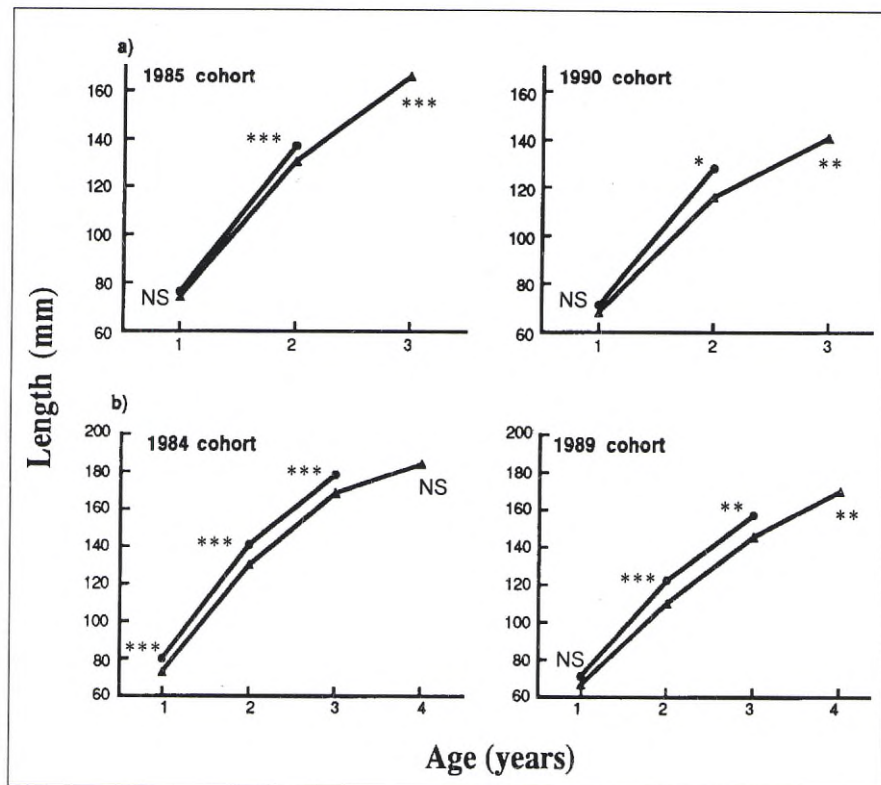 a)
1985 cohort
160
140
120
100
80
60
***
***
NS
1 2 3
1990 cohort
160
140
120
100
80
60
*
**
NS
1 2 3
b)
1984 cohort
200
180
160
140
120
100
80
60
***
***
***
NS
1 2 3 4
1989 cohort
200
180
160
140
120
100
80
60
NS
***
**
**
1 2 3 4
Length (mm)
Age (years)